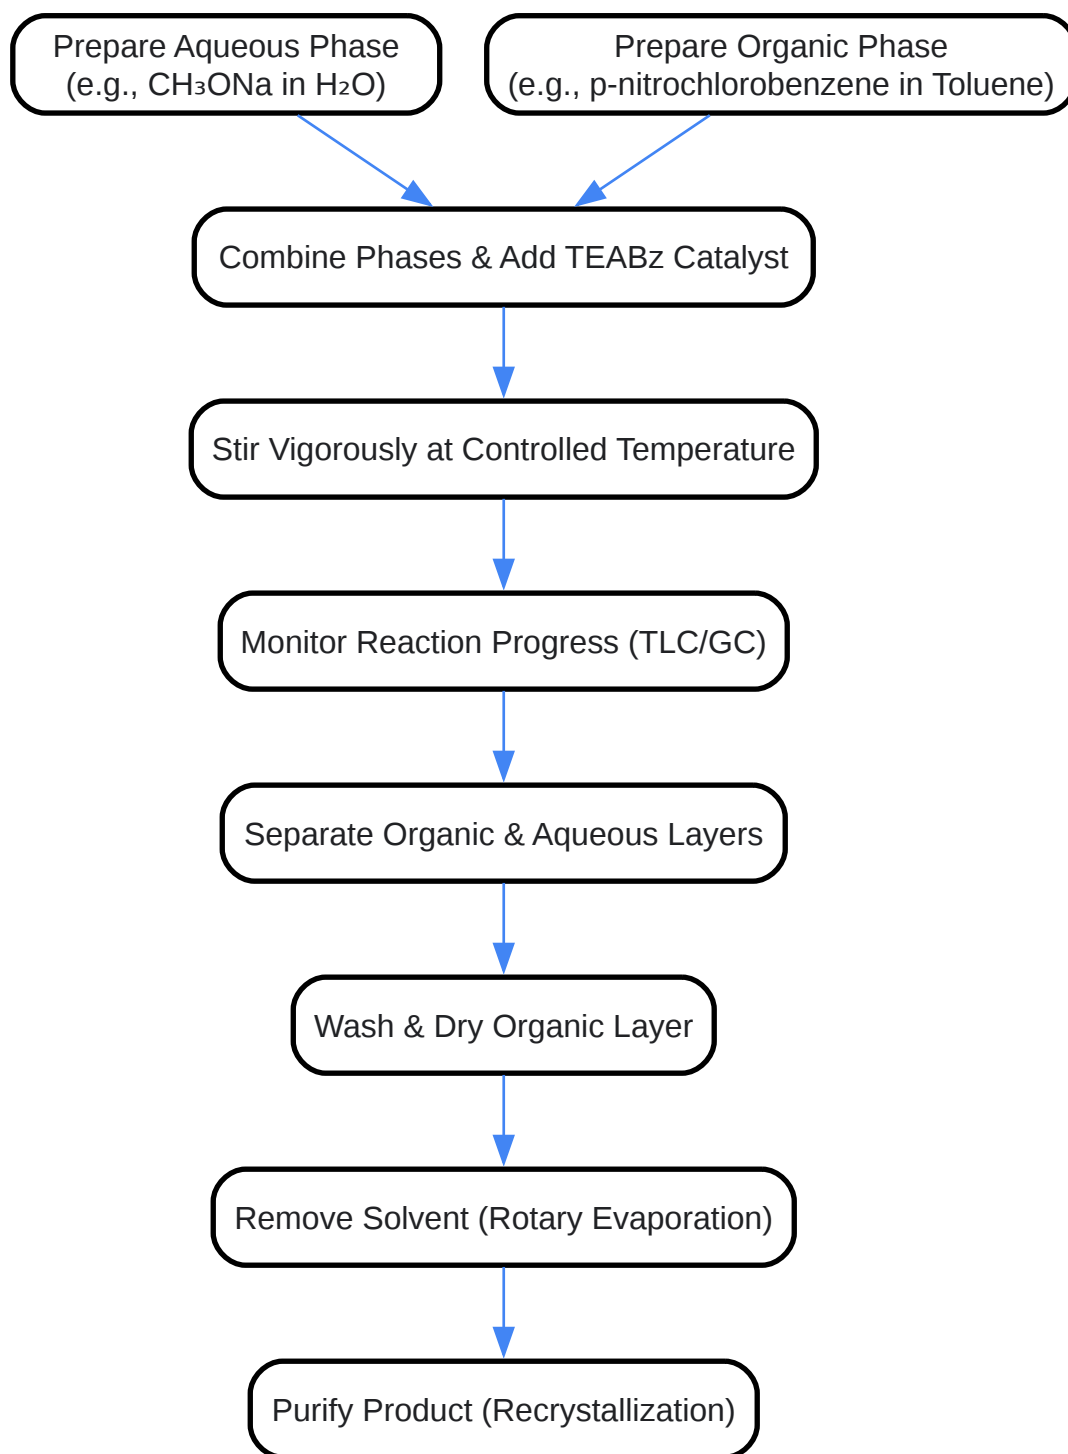 Prepare Aqueous Phase
(e.g., CH₃ONa in H₂O)
Prepare Organic Phase
(e.g., p-nitrochlorobenzene in Toluene)
Combine Phases & Add TEABz Catalyst
Stir Vigorously at Controlled Temperature
Monitor Reaction Progress (TLC/GC)
Separate Organic & Aqueous Layers
Wash & Dry Organic Layer
Remove Solvent (Rotary Evaporation)
Purify Product (Recrystallization)